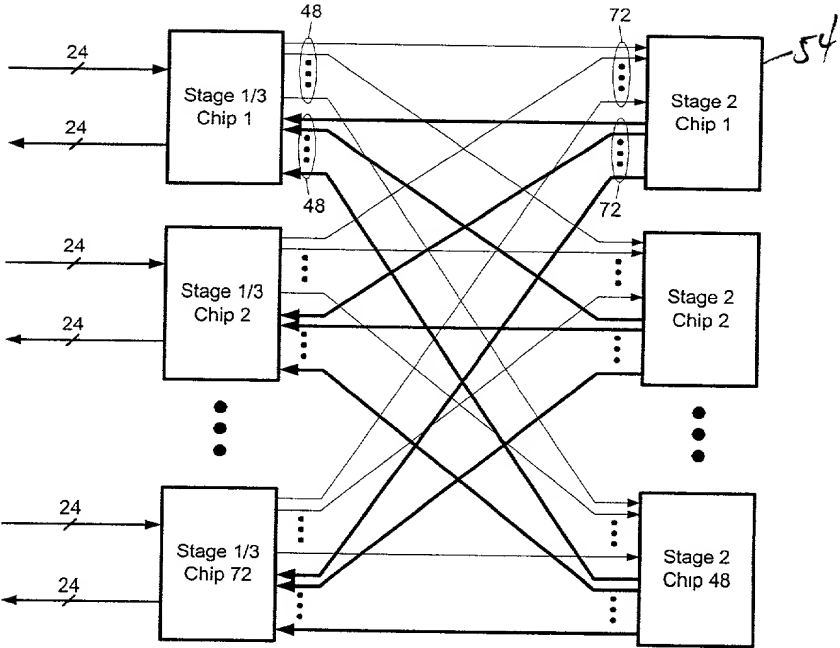 48
72
54
24
Stage 1/3
Chip 1
Stage 2
Chip 1
24
48
72
24
Stage 1/3
Chip 2
Stage 2
Chip 2
24
24
Stage 1/3
Chip 72
Stage 2
Chip 48
24